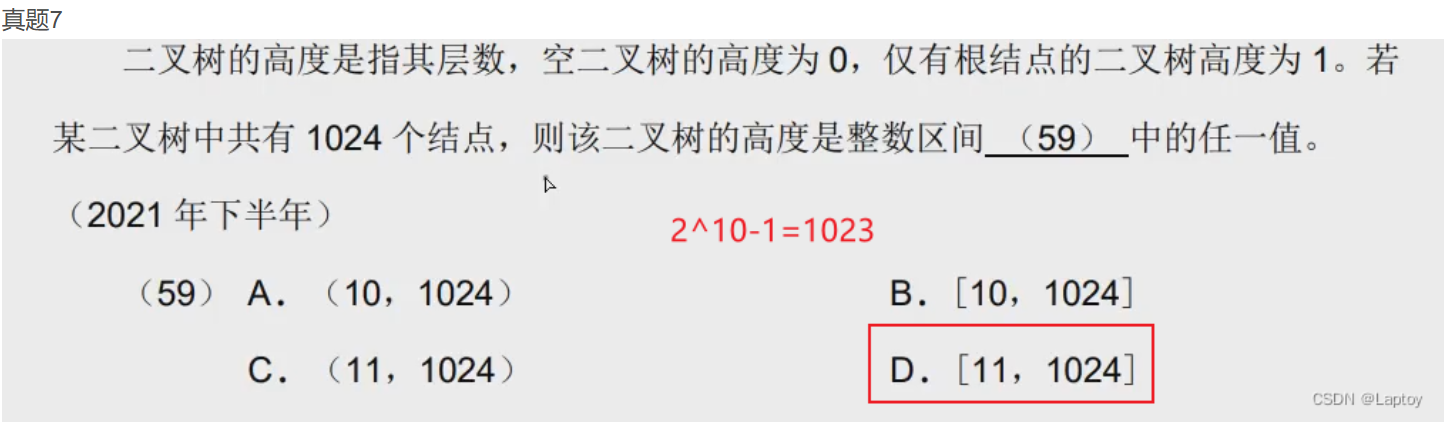 真题7
二叉树的高度是指其层数，空二叉树的高度为 0，仅有根结点的二叉树高度为 1。若
某二叉树中共有 1024 个结点，则该二叉树的高度是整数区间 （59） 中的任一值。
（2021 年下半年）
2^10-1=1023
（59） A．（10，1024） B．［10，1024］
C．（11，1024） D．［11，1024］
CSDN @Laptoy